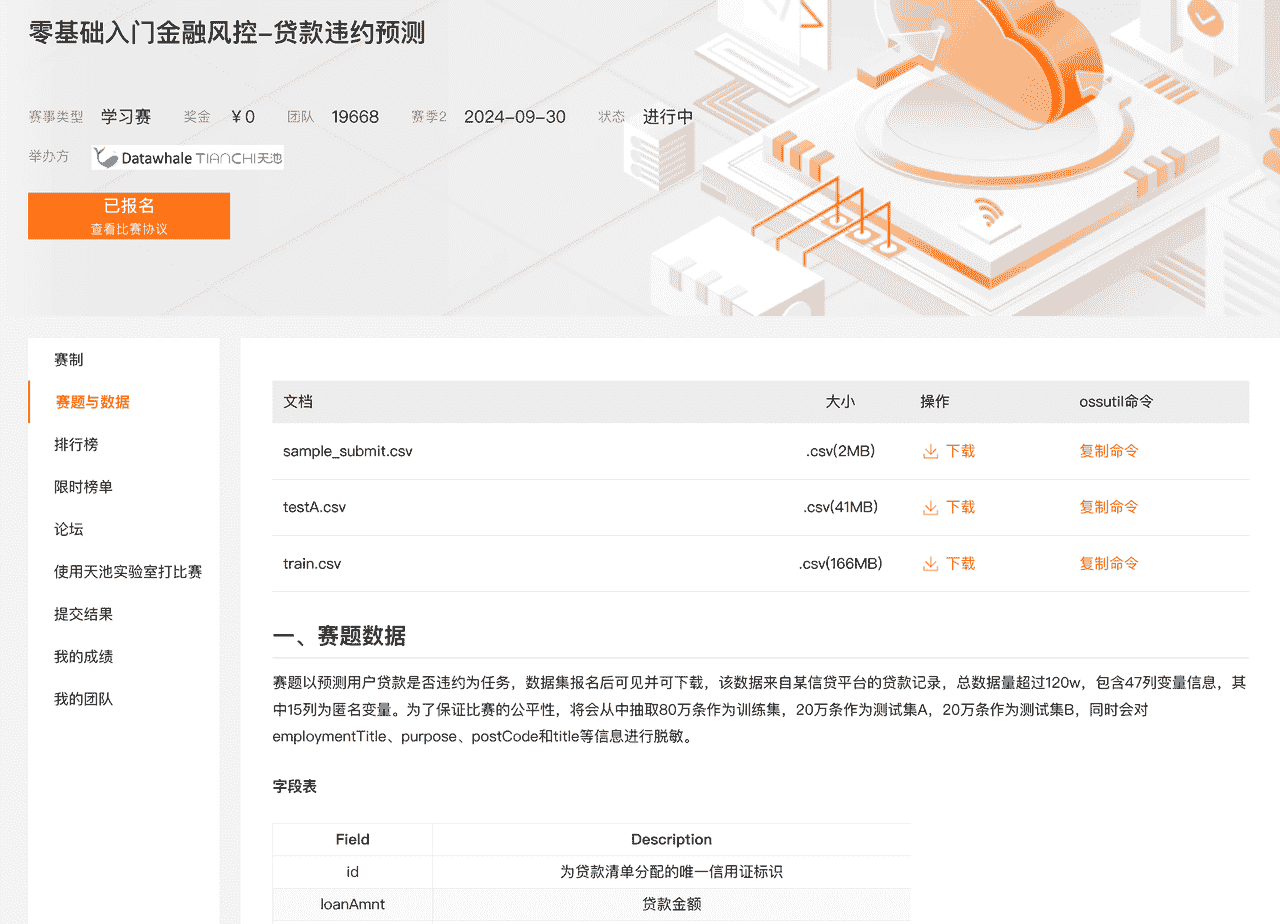 零基础入门金融风控-贷款违约预测
赛事类型 学习赛 奖金 ￥0 团队 19668 赛季2 2024-09-30 状态 进行中
举办方 Datawhale TIANCHI天池
已报名
查看比赛协议
赛制
赛题与数据
排行榜
限时榜单
论坛
使用天池实验室打比赛
提交结果
我的成绩
我的团队
文档 大小 操作 ossutil命令
sample_submit.csv .csv(2MB) 下载 复制命令
testA.csv .csv(41MB) 下载 复制命令
train.csv .csv(166MB) 下载 复制命令
一、赛题数据
赛题以预测用户贷款是否违约为任务，数据集报名后可见并可下载，该数据来自某信贷平台的贷款记录，总数据量超过120w，包含47列变量信息，其
中15列为匿名变量。为了保证比赛的公平性，将会从中抽取80万条作为训练集，20万条作为测试集A，20万条作为测试集B，同时会对
employmentTitle、purpose、postCode和title等信息进行脱敏。
字段表
Field Description
id 为贷款清单分配的唯一信用证标识
loanAmnt 贷款金额